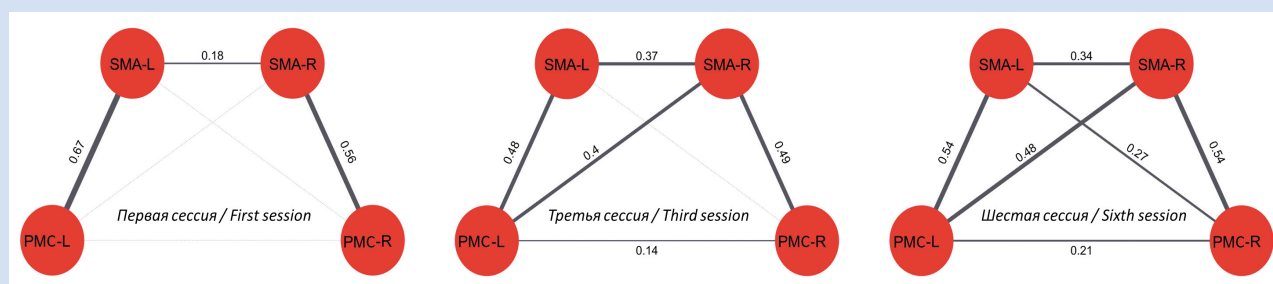 SMA-L 0.18 SMA-R
0.67 0.56
Первая сессия / First session
PMC-L PMC-R
SMA-L 0.37 SMA-R
0.48 0.4 0.49
Третья сессия / Third session
PMC-L PMC-R
0.14
SMA-L 0.34 SMA-R
0.54 0.48 0.27 0.54
Шестая сессия / Sixth session
PMC-L PMC-R
0.21